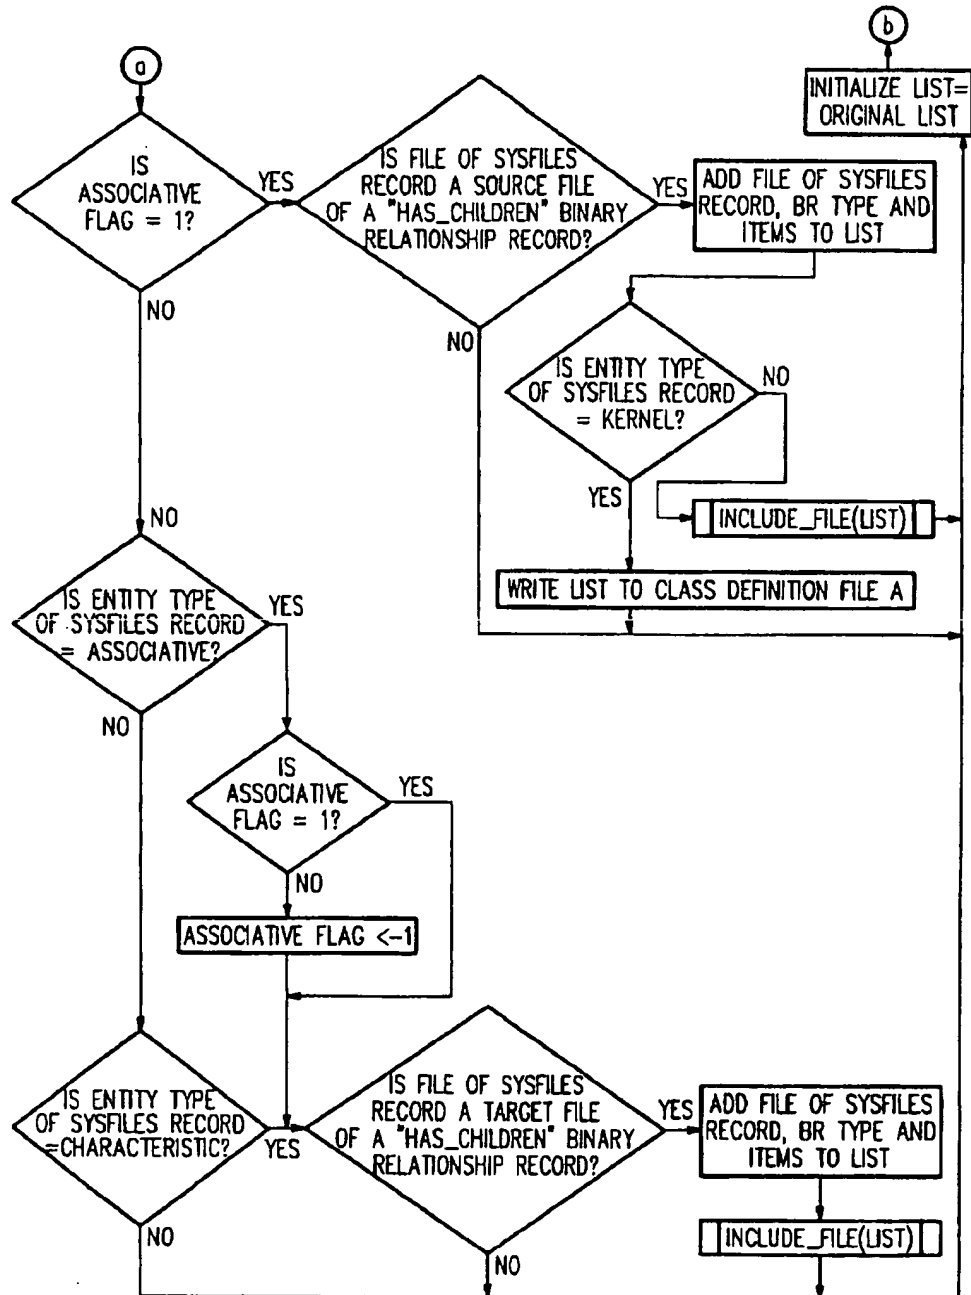 a
b
INITIALIZE LIST=
ORIGINAL LIST
IS
ASSOCIATIVE
FLAG = 1?
YES
NO
IS FILE OF SYSFILES
RECORD A SOURCE FILE
OF A "HAS_CHILDREN" BINARY
RELATIONSHIP RECORD?
YES
NO
ADD FILE OF SYSFILES
RECORD, BR TYPE AND
ITEMS TO LIST
IS ENTITY TYPE
OF SYSFILES RECORD
= KERNEL?
NO
YES
INCLUDE_FILE(LIST)
WRITE LIST TO CLASS DEFINITION FILE A
NO
IS ENTITY TYPE
OF SYSFILES RECORD
= ASSOCIATIVE?
YES
NO
IS
ASSOCIATIVE
FLAG = 1?
YES
NO
ASSOCIATIVE FLAG <-1
IS ENTITY TYPE
OF SYSFILES RECORD
=CHARACTERISTIC?
YES
NO
IS FILE OF SYSFILES
RECORD A TARGET FILE
OF A "HAS_CHILDREN" BINARY
RELATIONSHIP RECORD?
YES
NO
ADD FILE OF SYSFILES
RECORD, BR TYPE AND
ITEMS TO LIST
INCLUDE_FILE(LIST)